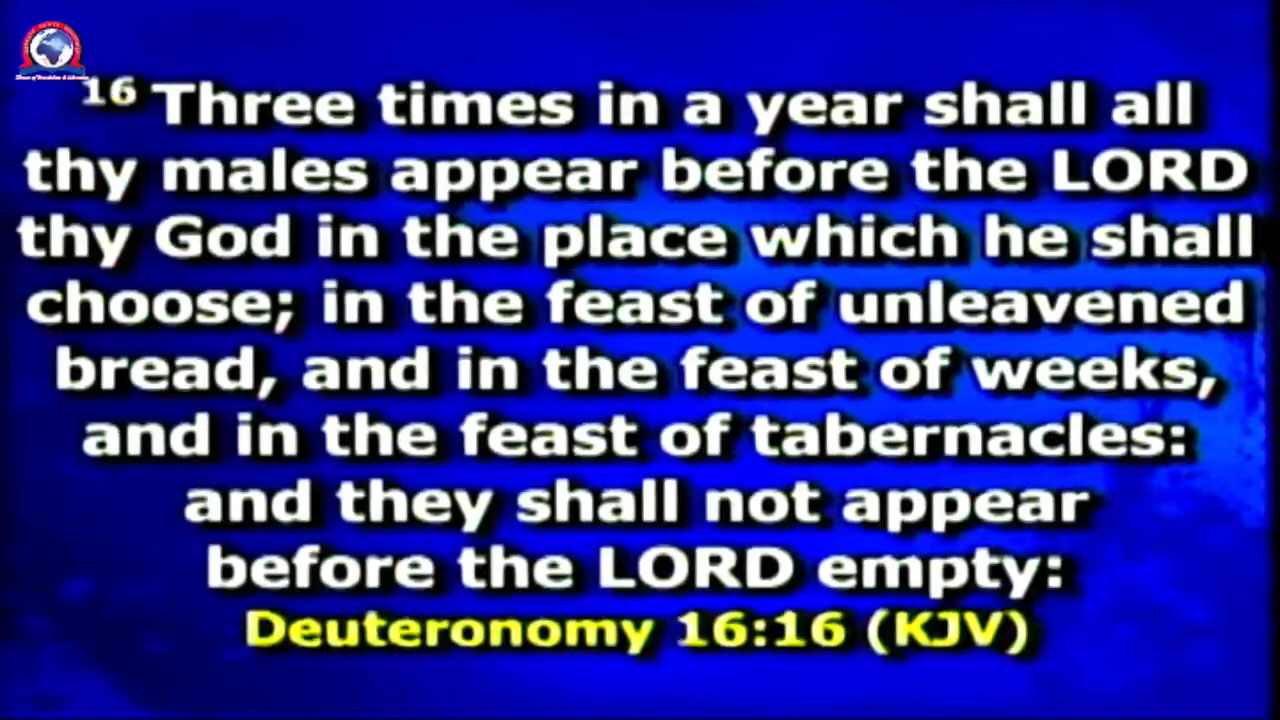 16 Three times in a year shall all
thy males appear before the LORD
thy God in the place which he shall
choose; in the feast of unleavened
bread, and in the feast of weeks,
and in the feast of tabernacles:
and they shall not appear
before the LORD empty:
Deuteronomy 16:16 (KJV)